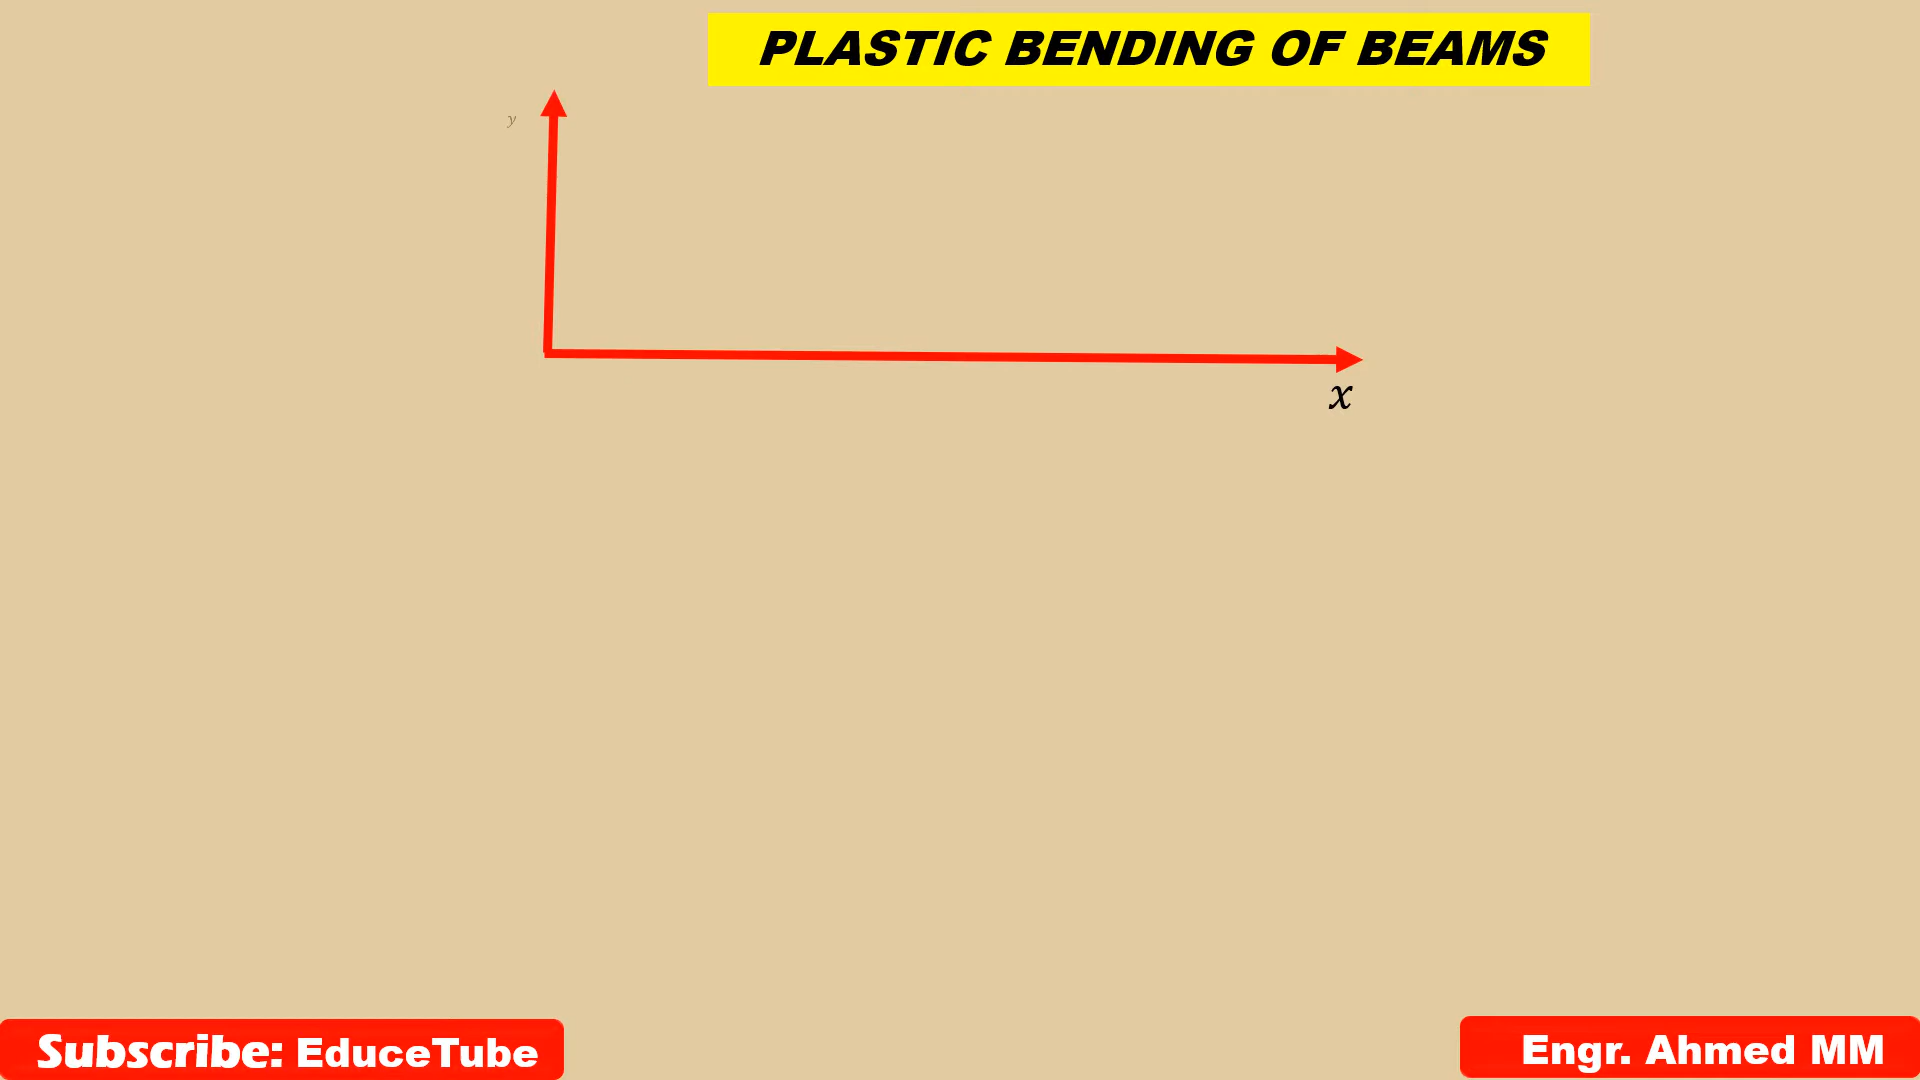 PLASTIC BENDING OF BEAMS
y
x
Subscribe: EduceTube
Engr. Ahmed MM